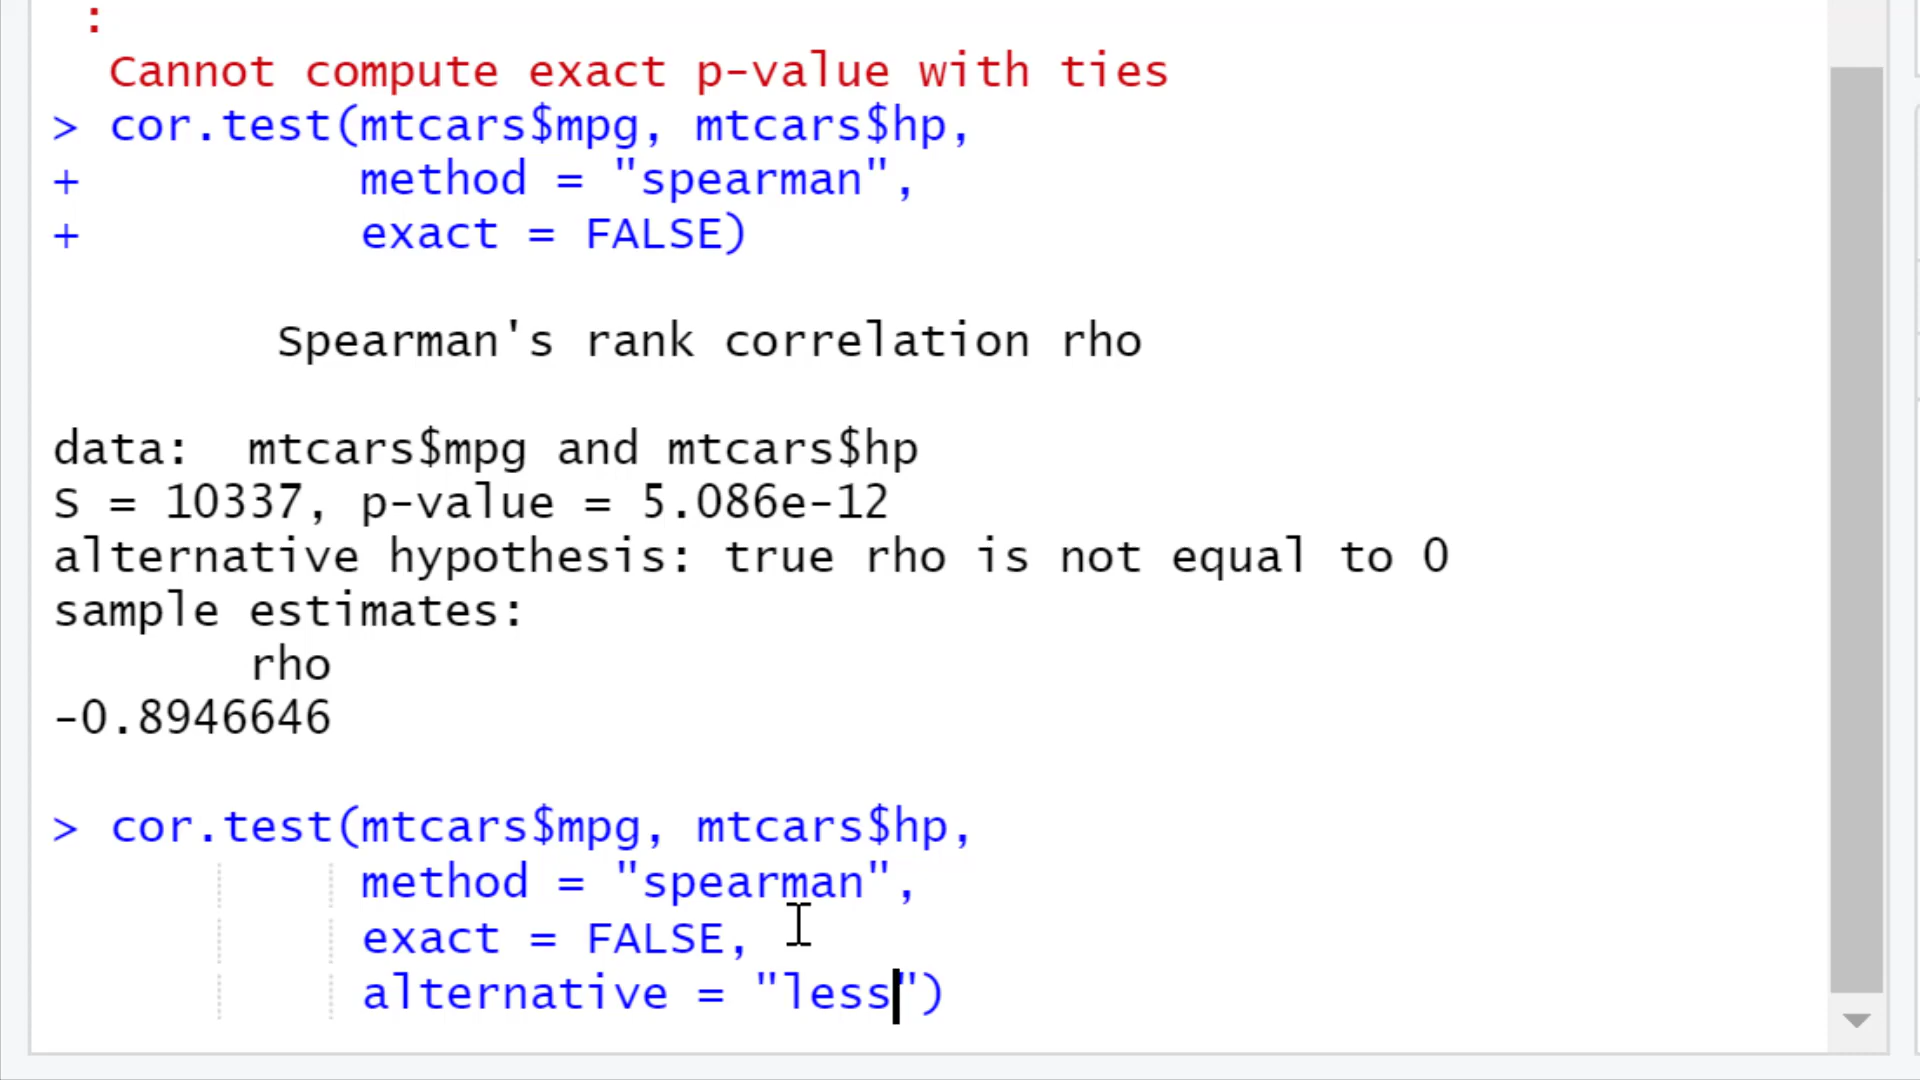 :
Cannot compute exact p-value with ties
> cor.test(mtcars$mpg, mtcars$hp,
+          method = "spearman",
+          exact = FALSE)
Spearman's rank correlation rho
data:  mtcars$mpg and mtcars$hp
S = 10337, p-value = 5.086e-12
alternative hypothesis: true rho is not equal to 0
sample estimates:
rho
-0.8946646
> cor.test(mtcars$mpg, mtcars$hp,
method = "spearman",
exact = FALSE,
alternative = "less")